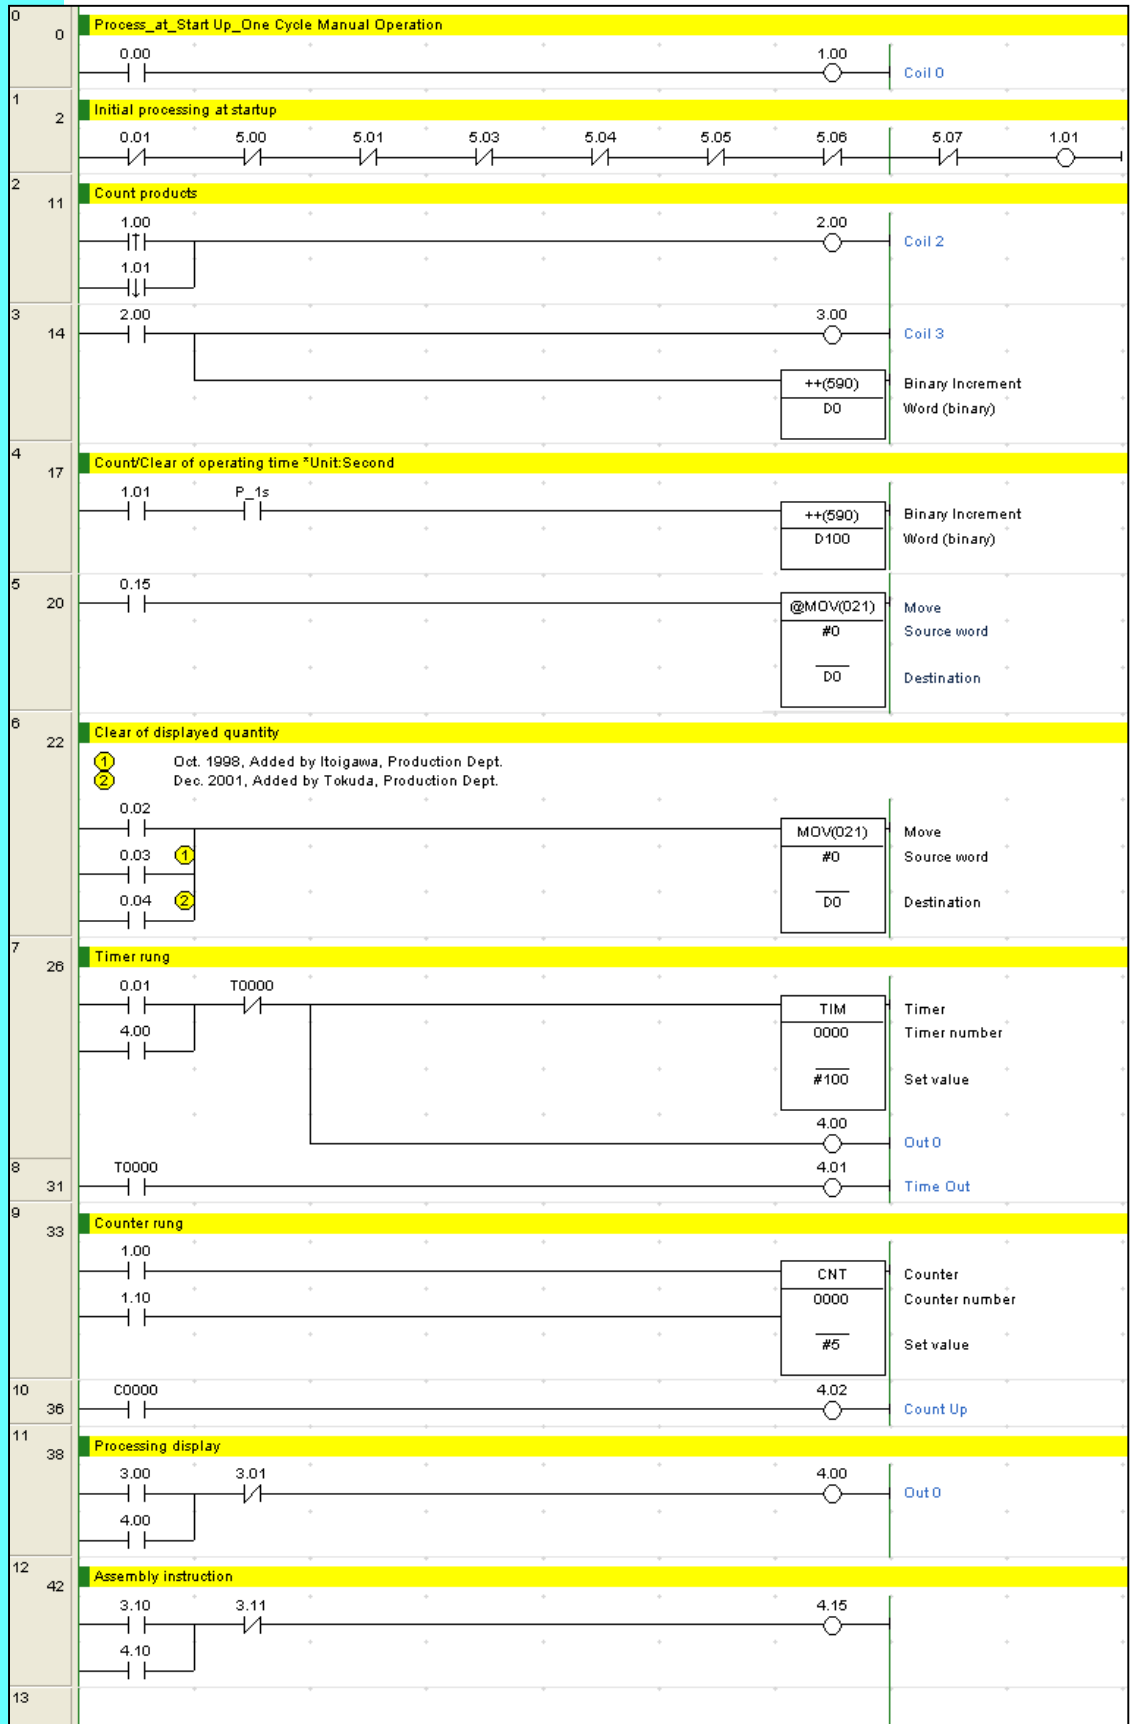 0 0 Process_at_Start Up_One Cycle Manual Operation
0.00 1.00
Coil 0
1 2 Initial processing at startup
0.01 5.00 5.01 5.03 5.04 5.05 5.06 5.07 1.01
2 11 Count products
1.00 2.00
Coil 2
1.01
3 14 2.00 3.00
Coil 3
++(590) Binary Increment
D0 Word (binary)
4 17 Count/Clear of operating time *Unit:Second
1.01 P_1s
++(590) Binary Increment
D100 Word (binary)
5 20 0.15
@MOV(021) Move
#0 Source word
D0 Destination
6 22 Clear of displayed quantity
1 Oct. 1998, Added by Itoigawa, Production Dept.
2 Dec. 2001, Added by Tokuda, Production Dept.
0.02
MOV(021) Move
0.03 1 #0 Source word
0.04 2 D0 Destination
7 26 Timer rung
0.01 T0000
TIM Timer
4.00 0000 Timer number
#100 Set value
4.00
Out 0
8 31 T0000 4.01
Time Out
9 33 Counter rung
1.00
CNT Counter
1.10 0000 Counter number
#5 Set value
10 36 C0000 4.02
Count Up
11 38 Processing display
3.00 3.01 4.00
Out 0
4.00
12 42 Assembly instruction
3.10 3.11 4.15
4.10
13